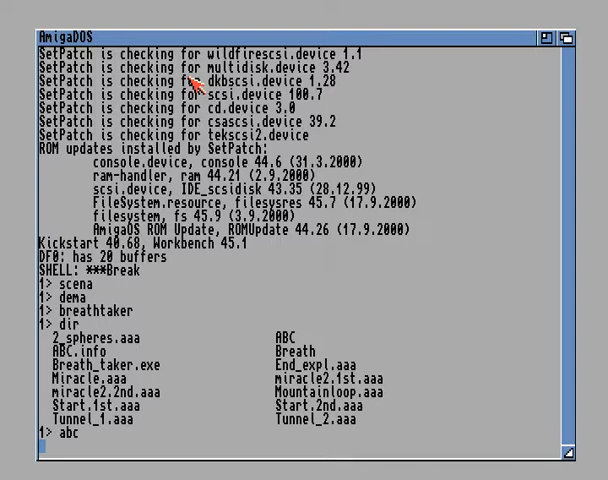 AmigaDOS
SetPatch is checking for wildfirescsi.device 1.1
SetPatch is checking for multidisk.device 3.42
SetPatch is checking for dkbscsi.device 1.28
SetPatch is checking for scsi.device 100.7
SetPatch is checking for cd.device 3.0
SetPatch is checking for csascsi.device 39.2
SetPatch is checking for tekscsi2.device
ROM updates installed by SetPatch:
console.device, console 44.6 (31.3.2000)
ram-handler, ram 44.21 (2.9.2000)
scsi.device, IDE_scsidisk 43.35 (28.12.99)
FileSystem.resource, filesysres 45.7 (17.9.2000)
filesystem, fs 45.9 (3.9.2000)
AmigaOS ROM Update, ROMUpdate 44.26 (17.9.2000)
Kickstart 40.68, Workbench 45.1
DF0: has 20 buffers
SHELL: ***Break
1> scena
1> dema
1> breathtaker
1> dir
2_spheres.aaa ABC
ABC.info Breath
Breath_taker.exe End_expl.aaa
Miracle.aaa miracle2.1st.aaa
miracle2.2nd.aaa Mountainloop.aaa
Start.1st.aaa Start.2nd.aaa
Tunnel_1.aaa Tunnel_2.aaa
1> abc